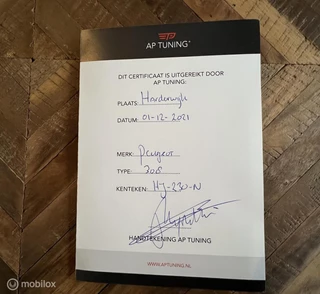 AP TUNING
DIT CERTIFICAAT IS UITGEREIKT DOOR
AP TUNING:
PLAATS: Harderwijk
DATUM: 01-12-2021
MERK: Peugeot
TYPE: 308
KENTEKEN: HJ-230-N
HANDTEKENING AP TUNING
WWW.APTUNING.NL
mobilox